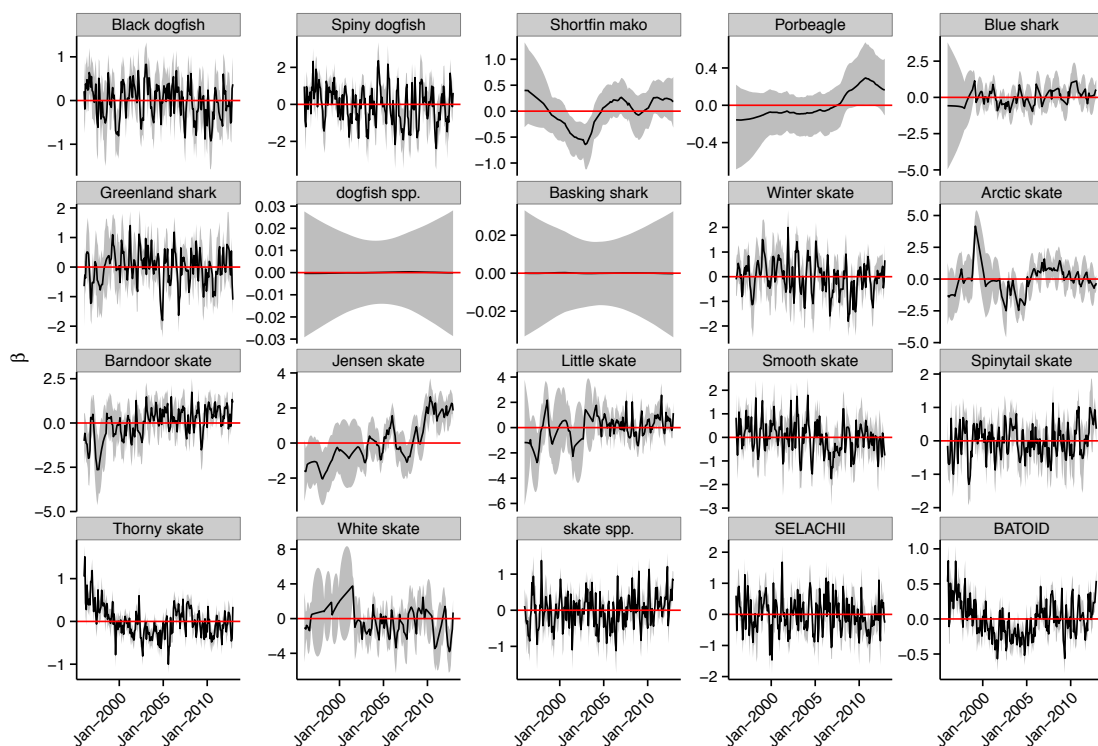 Black dogfish
Spiny dogfish
Shortfin mako
Porbeagle
Blue shark
1
0
−1
2
0
−2
1.0
0.5
0.0
−0.5
−1.0
0.4
0.0
−0.4
2.5
0.0
−2.5
−5.0
Greenland shark
dogfish spp.
Basking shark
Winter skate
Arctic skate
2
1
0
−1
−2
0.03
0.02
0.01
0.00
−0.01
−0.02
−0.03
0.02
0.00
−0.02
2
1
0
−1
−2
5.0
2.5
0.0
−2.5
−5.0
β
Barndoor skate
Jensen skate
Little skate
Smooth skate
Spinytail skate
2.5
0.0
−2.5
−5.0
4
2
0
−2
4
2
0
−2
−4
−6
2
1
0
−1
−2
−3
2
1
0
−1
−2
Thorny skate
White skate
skate spp.
SELACHII
BATOID
1
0
−1
8
4
0
−4
1
0
−1
2
1
0
−1
−2
1.0
0.5
0.0
−0.5
Jan−2000
Jan−2005
Jan−2010
Jan−2000
Jan−2005
Jan−2010
Jan−2000
Jan−2005
Jan−2010
Jan−2000
Jan−2005
Jan−2010
Jan−2000
Jan−2005
Jan−2010